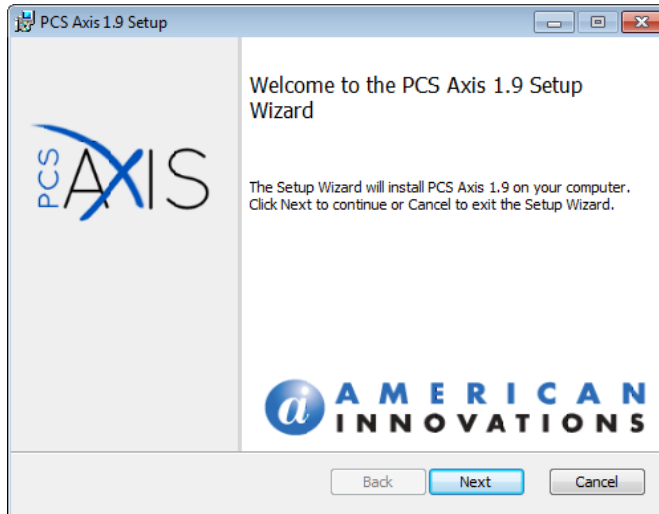 PCS Axis 1.9 Setup
Welcome to the PCS Axis 1.9 Setup
Wizard
PCS AXIS
The Setup Wizard will install PCS Axis 1.9 on your computer.
Click Next to continue or Cancel to exit the Setup Wizard.
a AMERICAN
INNOVATIONS
Back Next Cancel